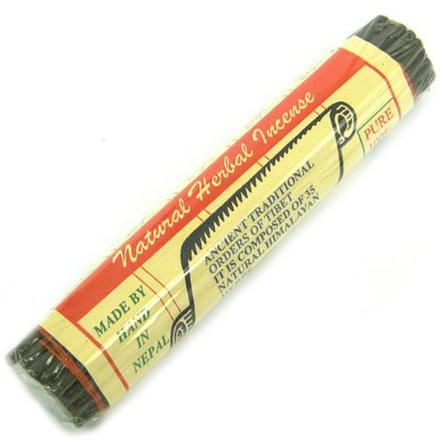 Natural Herbal Incense
MADE BY
HAND
IN
NEPAL
ANCIENT TRADITIONAL
ORDERS OF TIBET
IT IS COMPOSED OF 35
NATURAL HIMALAYAN
PURE